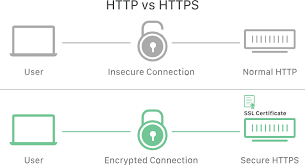 HTTP vs HTTPS
User
Insecure Connection
Normal HTTP
SSL Certificate
User
Encrypted Connection
Secure HTTPS